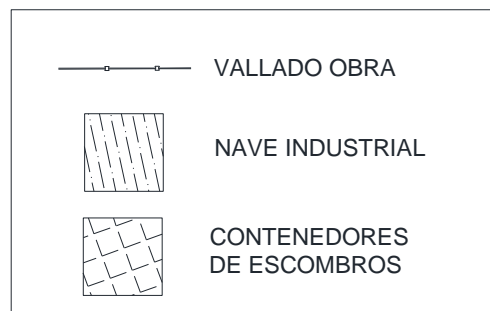 VALLADO OBRA
NAVE INDUSTRIAL
CONTENEDORES
DE ESCOMBROS